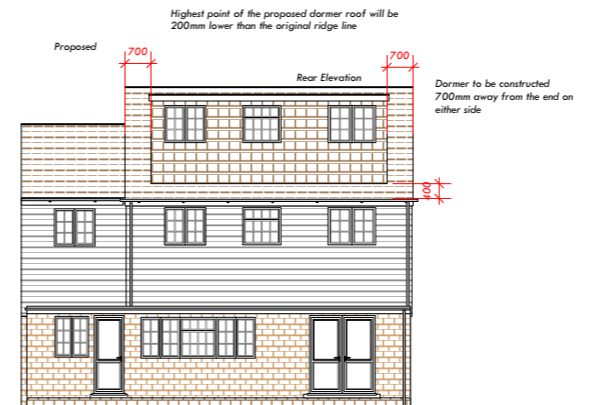 Highest point of the proposed dormer roof will be
200mm lower than the original ridge line
Proposed
700
700
Rear Elevation
Dormer to be constructed
700mm away from the end on
either side
400